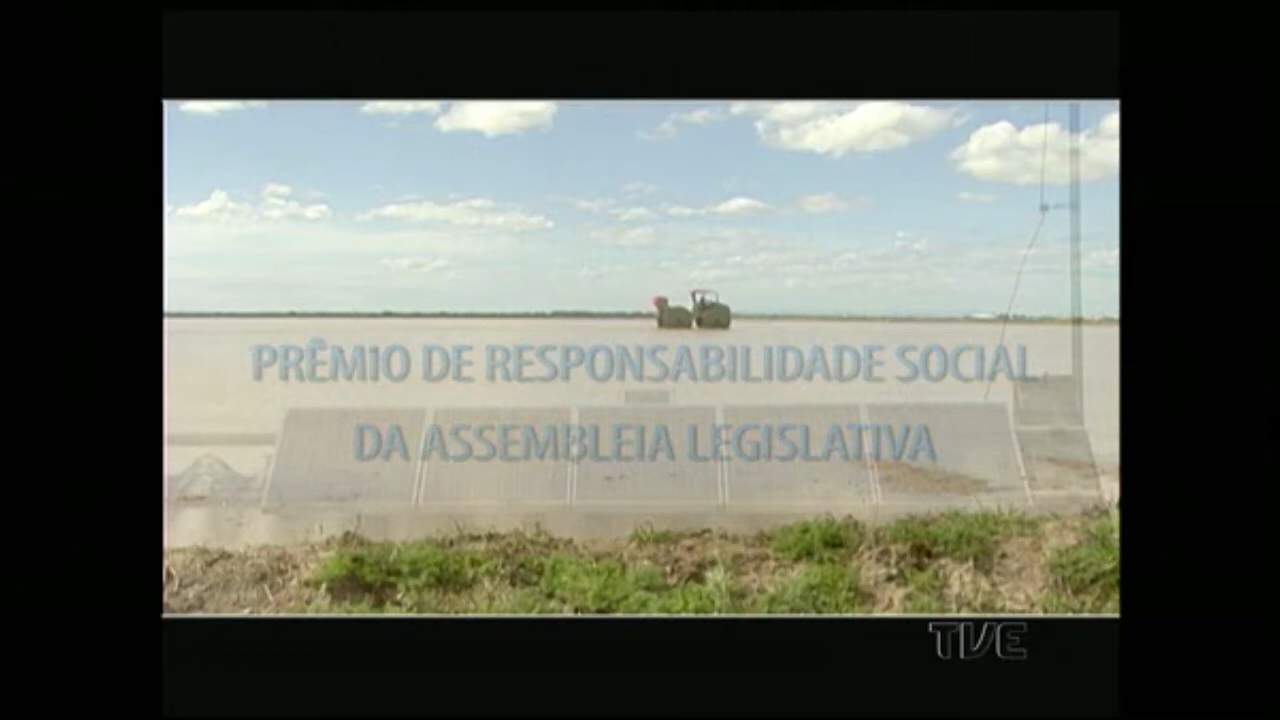 PRÊMIO DE RESPONSABILIDADE SOCIAL
DA ASSEMBLEIA LEGISLATIVA
TVE